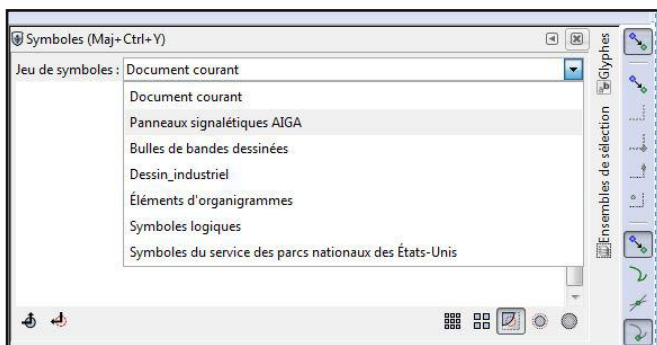 Symboles (Maj+Ctrl+Y)
Jeu de symboles : Document courant
Document courant
Panneaux signalétiques AIGA
Bulles de bandes dessinées
Dessin_industriel
Éléments d'organigrammes
Symboles logiques
Symboles du service des parcs nationaux des États-Unis
Glyphes
Ensembles de sélection